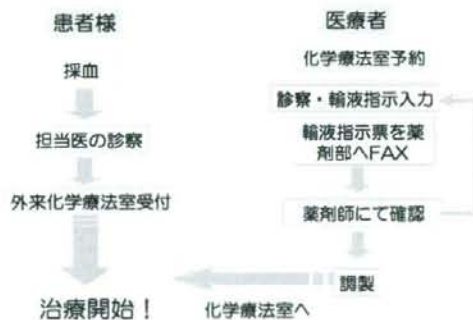 患者様
採血
担当医の診察
外来化学療法室受付
治療開始！
医療者
化学療法室予約
診察・輸液指示入力
輸液指示票を薬
剤部へFAX
薬剤師にて確認
調製
化学療法室へ